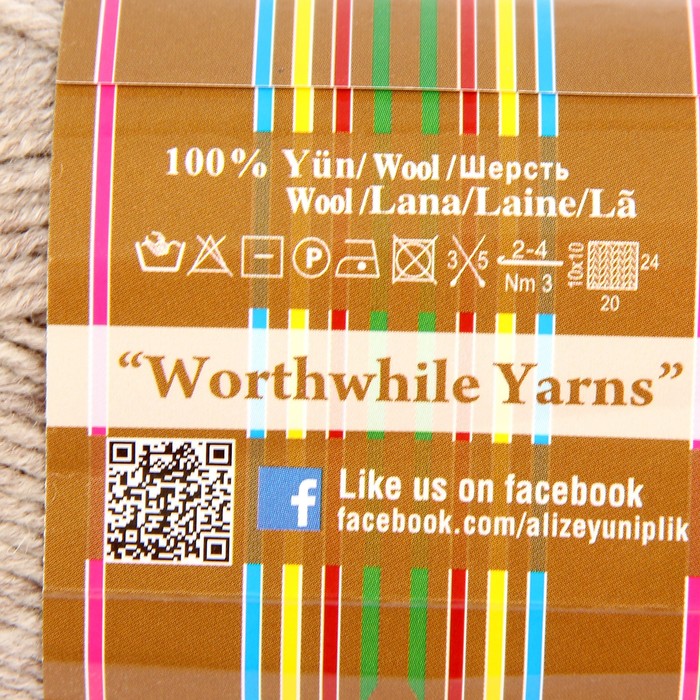 100% Yün/Wool/Шерсть
Wool/Lana/Laine/Lã
P 3 5 2-4 10x10 24
Nm 3
20
“Worthwhile Yarns”
f Like us on facebook
facebook.com/alizeyuniplik